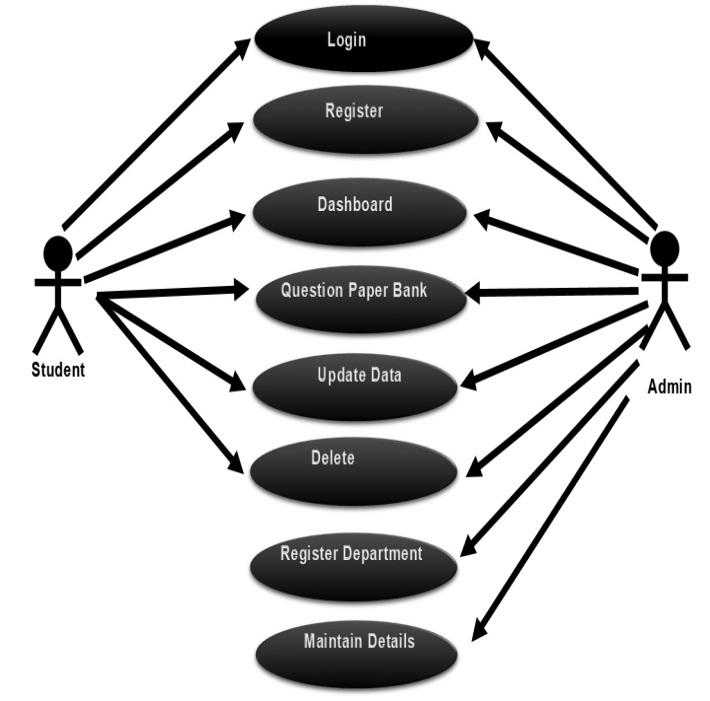 Login
Register
Dashboard
Question Paper Bank
Student
Update Data
Admin
Delete
Register Department
Maintain Details